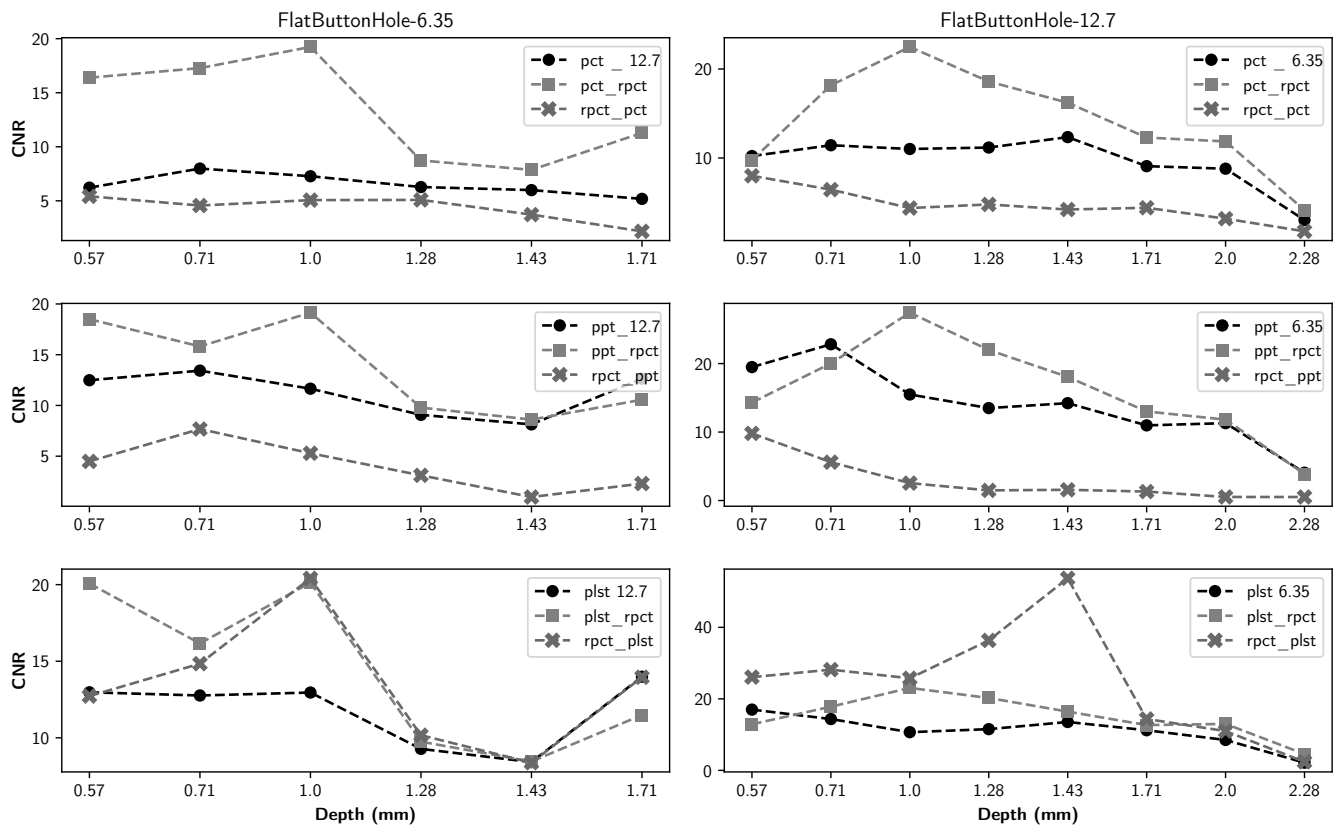 FlatButtonHole-6.35
20
15
10
5
CNR
pct _ 12.7
pct_rpct
rpct_pct
0.57 0.71 1.0 1.28 1.43 1.71
FlatButtonHole-12.7
20
10
pct _ 6.35
pct_rpct
rpct_pct
0.57 0.71 1.0 1.28 1.43 1.71 2.0 2.28
20
15
10
5
CNR
ppt _ 12.7
ppt_rpct
rpct_ppt
0.57 0.71 1.0 1.28 1.43 1.71
20
10
0
ppt _ 6.35
ppt_rpct
rpct_ppt
0.57 0.71 1.0 1.28 1.43 1.71 2.0 2.28
20
15
10
CNR
plst 12.7
plst_rpct
rpct_plst
0.57 0.71 1.0 1.28 1.43 1.71
Depth (mm)
40
20
0
plst 6.35
plst_rpct
rpct_plst
0.57 0.71 1.0 1.28 1.43 1.71 2.0 2.28
Depth (mm)